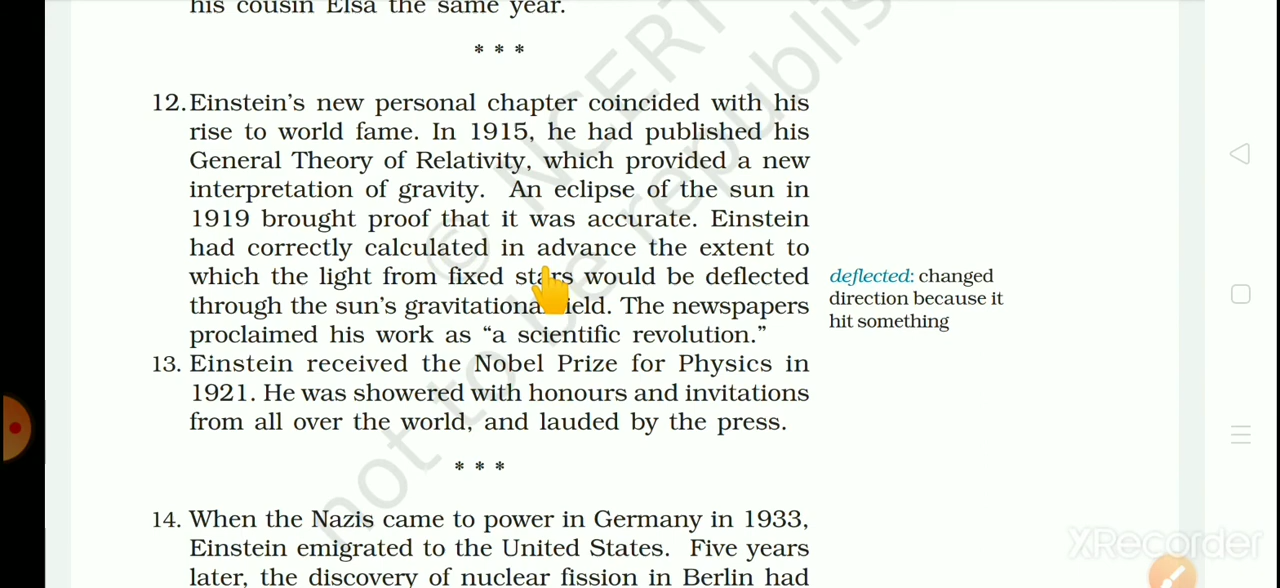 his cousin Elsa the same year.
* * *
12. Einstein's new personal chapter coincided with his
rise to world fame. In 1915, he had published his
General Theory of Relativity, which provided a new
interpretation of gravity. An eclipse of the sun in
1919 brought proof that it was accurate. Einstein
had correctly calculated in advance the extent to
which the light from fixed stars would be deflected
through the sun's gravitational field. The newspapers
proclaimed his work as “a scientific revolution.”
deflected: changed
direction because it
hit something
13. Einstein received the Nobel Prize for Physics in
1921. He was showered with honours and invitations
from all over the world, and lauded by the press.
* * *
14. When the Nazis came to power in Germany in 1933,
Einstein emigrated to the United States. Five years
later, the discovery of nuclear fission in Berlin had
© NCERT
not to be republis
XRecorder